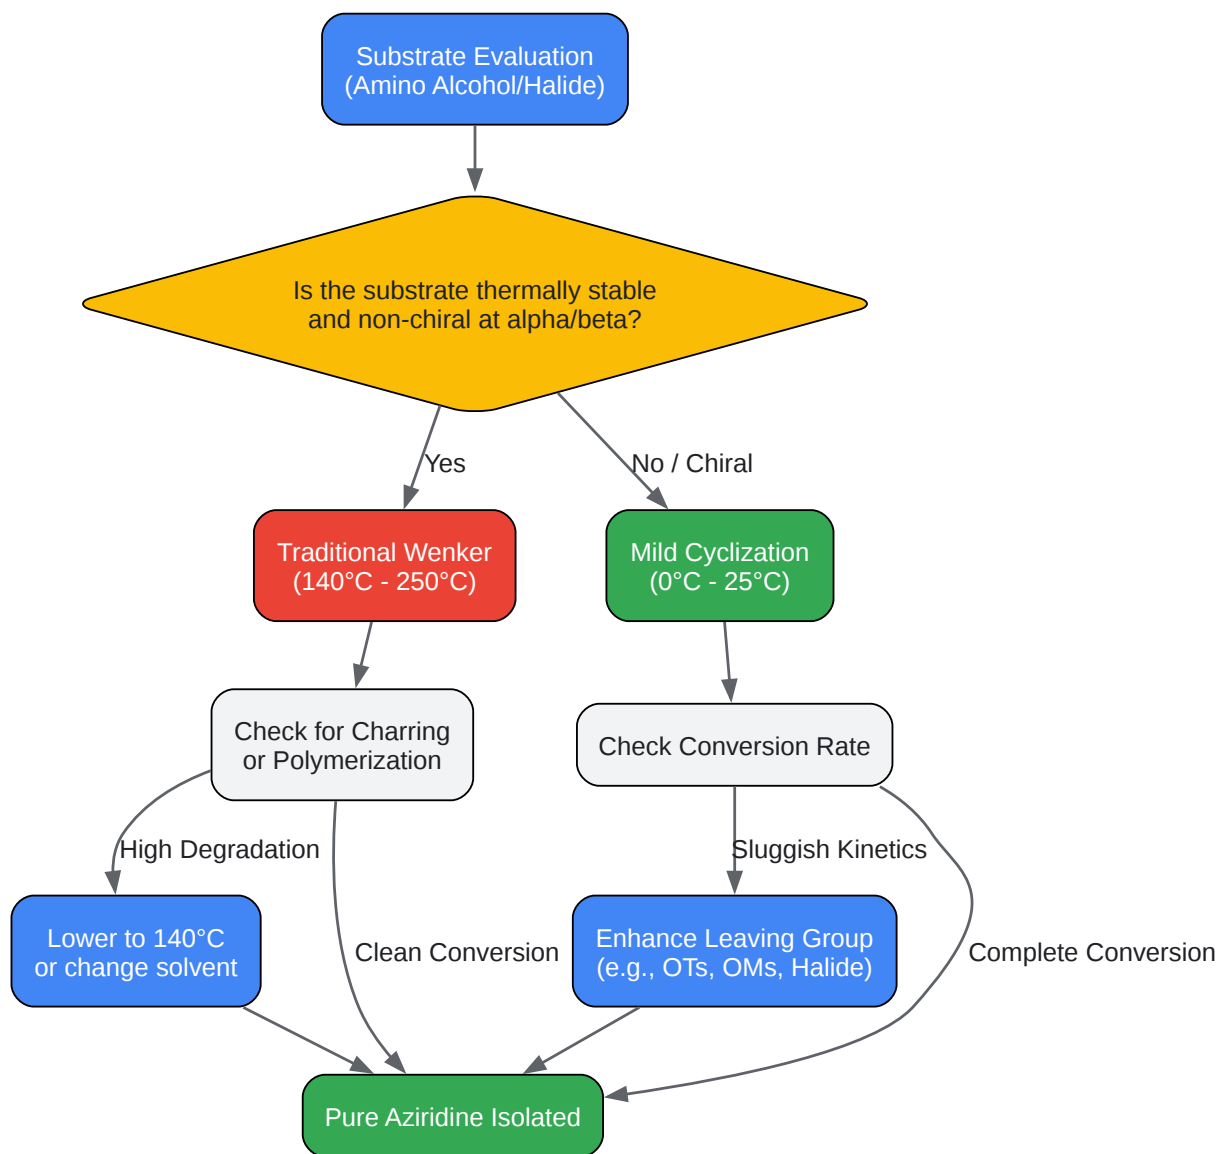 Substrate Evaluation
(Amino Alcohol/Halide)
Is the substrate thermally stable
and non-chiral at alpha/beta?
Yes
No / Chiral
Traditional Wenker
(140°C - 250°C)
Mild Cyclization
(0°C - 25°C)
Check for Charring
or Polymerization
Check Conversion Rate
High Degradation
Sluggish Kinetics
Lower to 140°C
or change solvent
Clean Conversion
Enhance Leaving Group
(e.g., OTs, OMs, Halide)
Complete Conversion
Pure Aziridine Isolated